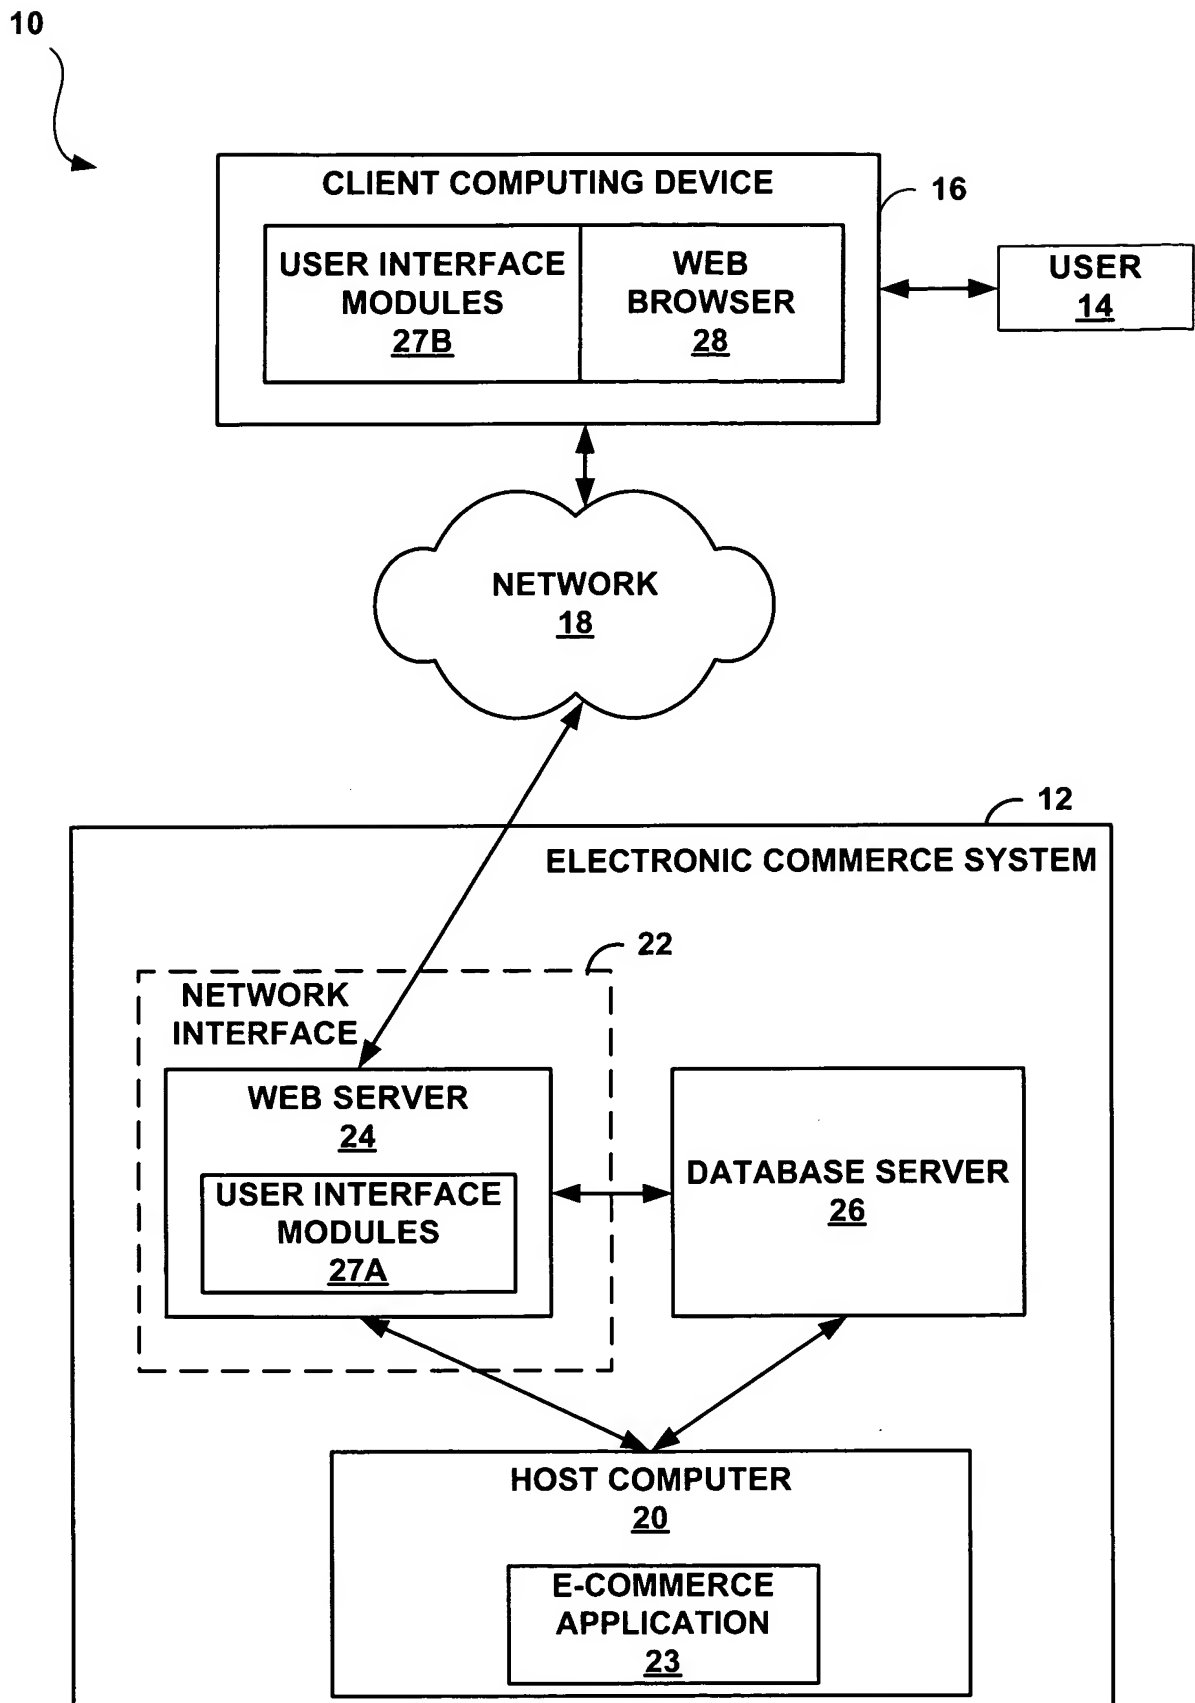 10
CLIENT COMPUTING DEVICE
16
USER INTERFACE
MODULES
27B
WEB
BROWSER
28
USER
14
NETWORK
18
12
ELECTRONIC COMMERCE SYSTEM
22
NETWORK
INTERFACE
WEB SERVER
24
USER INTERFACE
MODULES
27A
DATABASE SERVER
26
HOST COMPUTER
20
E-COMMERCE
APPLICATION
23